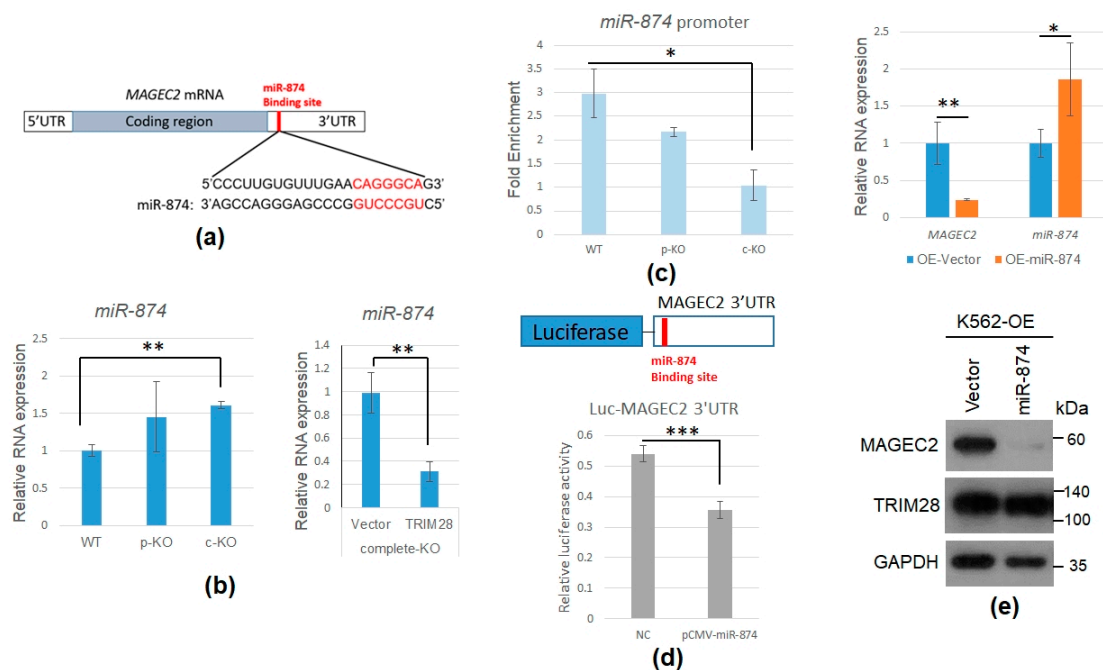 MAGEC2 mRNA
miR-874
Binding site
5'UTR
Coding region
3'UTR
5'CCCUUGUGUUUGAACAGGGCAG3'
miR-874: 3'AGCCAGGGAGCCCGGUCCCGUC5'
(a)
miR-874
Relative RNA expression
2.5
2
1.5
1
0.5
0
**
WT
p-KO
c-KO
miR-874
Relative RNA expression
1.4
1.2
1
0.8
0.6
0.4
0.2
0
**
Vector
TRIM28
complete-KO
(b)
miR-874 promoter
Fold Enrichment
4
3.5
3
2.5
2
1.5
1
0.5
0
*
WT
p-KO
c-KO
(c)
Luciferase
MAGEC2 3'UTR
miR-874
Binding site
Luc-MAGEC2 3'UTR
Relative luciferase activity
0.6
0.5
0.4
0.3
0.2
0.1
0
***
NC
pCMV-miR-874
(d)
Relative RNA expression
2.5
2
1.5
1
0.5
0
**
*
MAGEC2
miR-874
OE-Vector
OE-miR-874
K562-OE
Vector
miR-874
kDa
MAGEC2
60
TRIM28
140
100
GAPDH
35
(e)